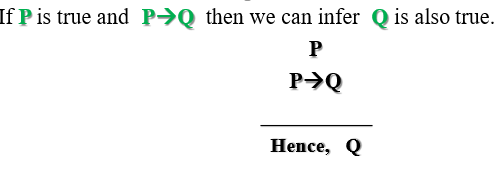 If P is true and P→Q then we can infer Q is also true.
P
P→Q
Hence, Q